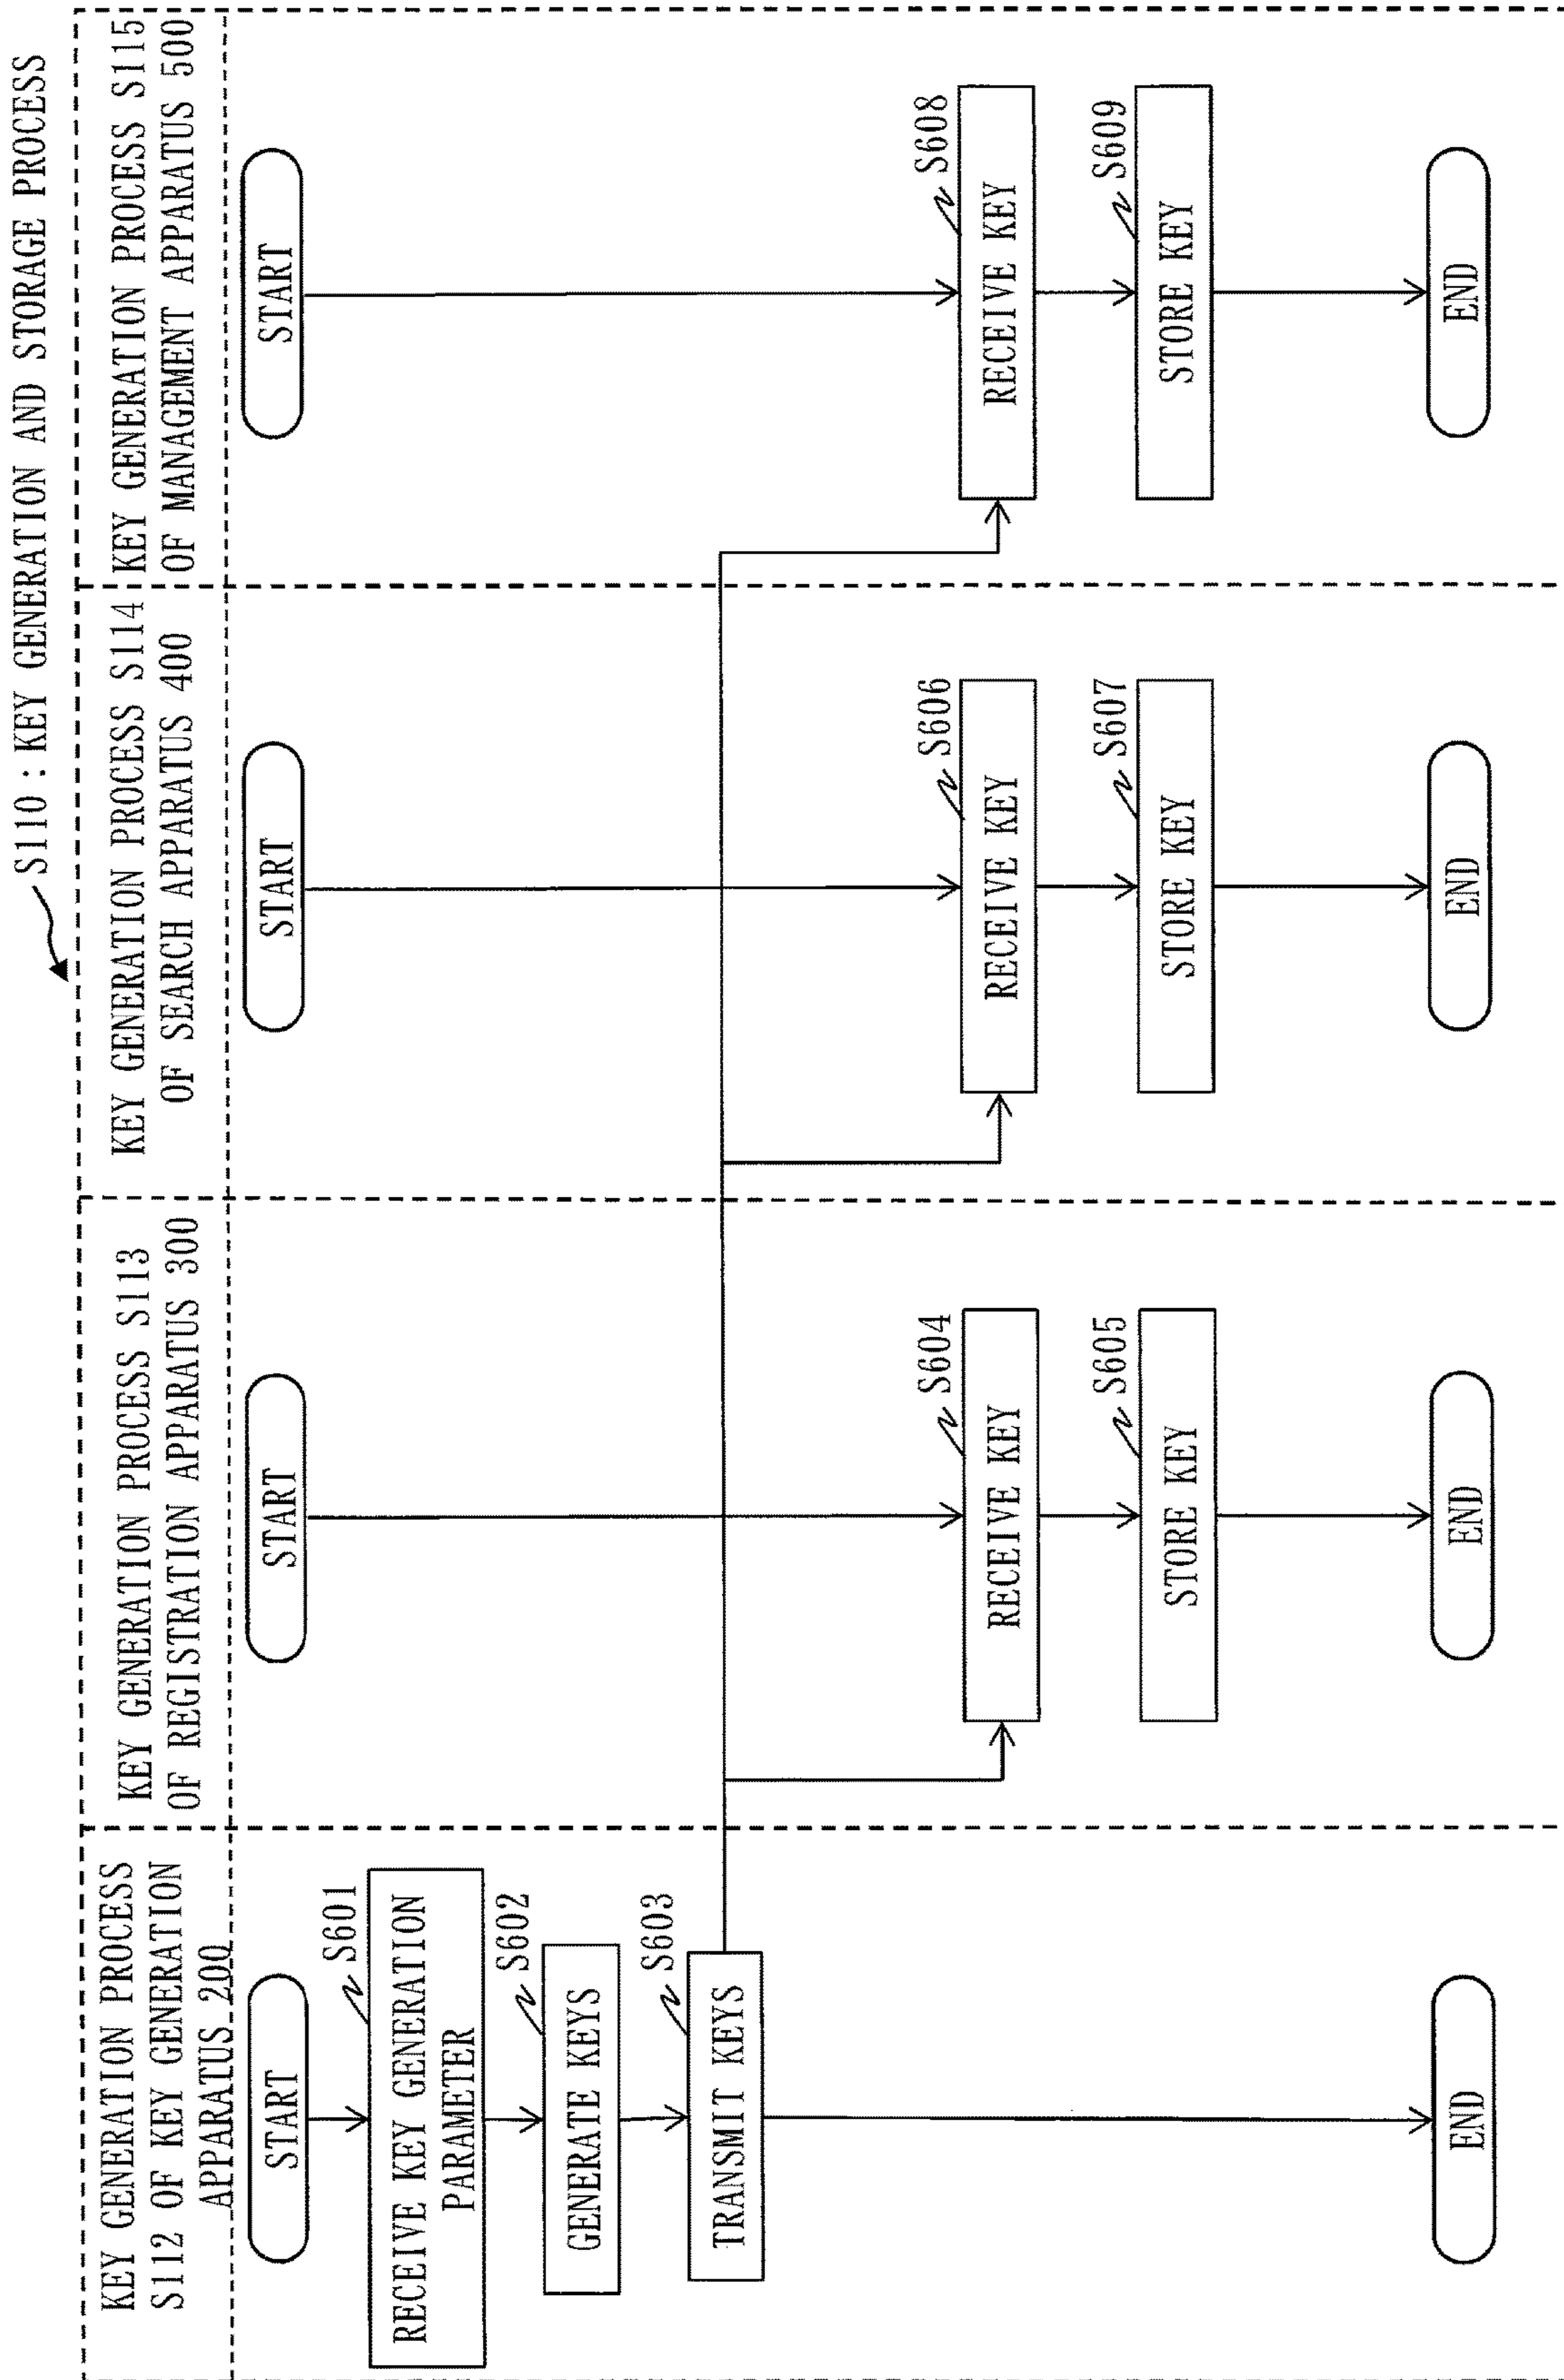 S110 : KEY GENERATION AND STORAGE PROCESS
KEY GENERATION PROCESS
S112 OF KEY GENERATION
APPARATUS 200
START
S601
RECEIVE KEY GENERATION
PARAMETER
S602
GENERATE KEYS
S603
TRANSMIT KEYS
END
KEY GENERATION PROCESS S113
OF REGISTRATION APPARATUS 300
START
S604
RECEIVE KEY
S605
STORE KEY
END
KEY GENERATION PROCESS S114
OF SEARCH APPARATUS 400
START
S606
RECEIVE KEY
S607
STORE KEY
END
KEY GENERATION PROCESS S115
OF MANAGEMENT APPARATUS 500
START
S608
RECEIVE KEY
S609
STORE KEY
END